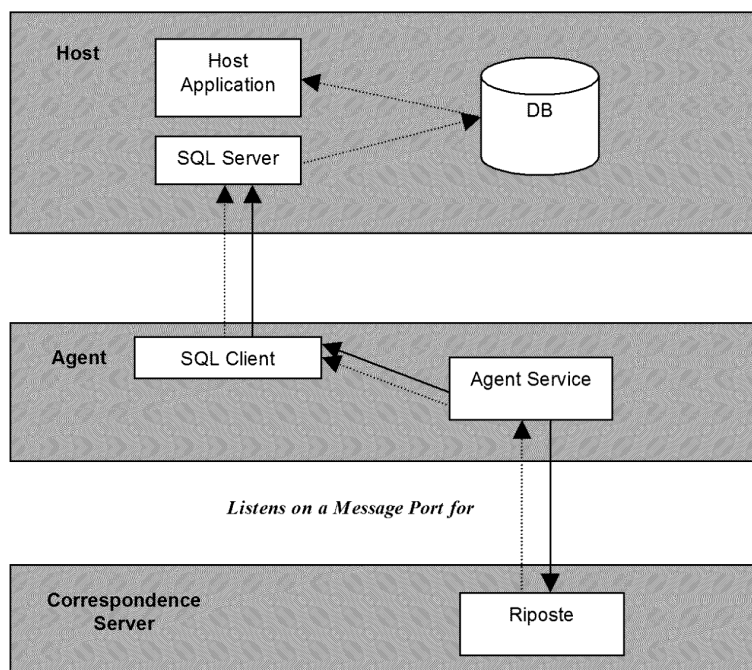 Host
Host
Application
DB
SQL Server
Agent
SQL Client
Agent Service
Listens on a Message Port for
Correspondence
Server
Riposte